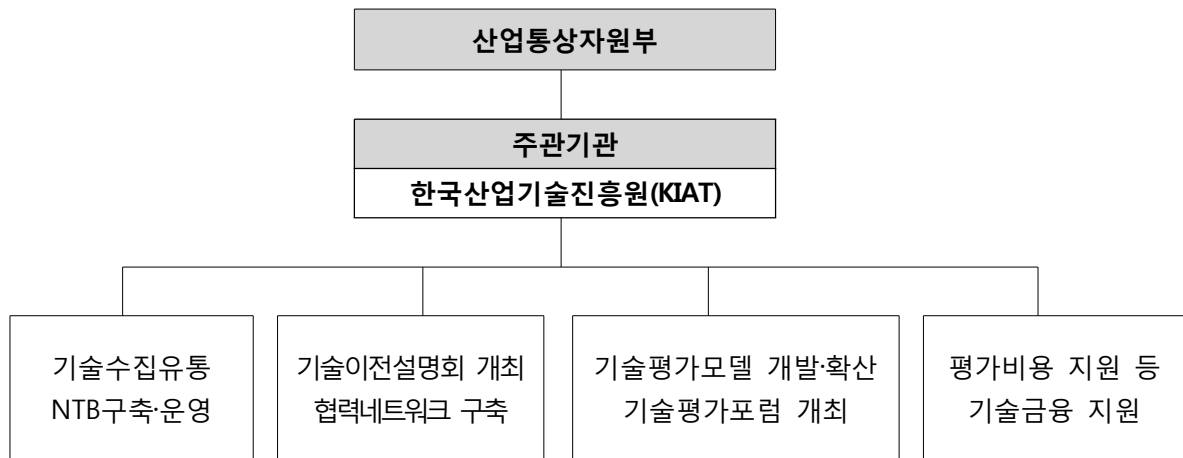 산업통상자원부
주관기관
한국산업기술진흥원(KIAT)
기술수집유통
NTB구축·운영
기술이전설명회 개최
협력네트워크 구축
기술평가모델 개발·확산
기술평가포럼 개최
평가비용 지원 등
기술금융 지원